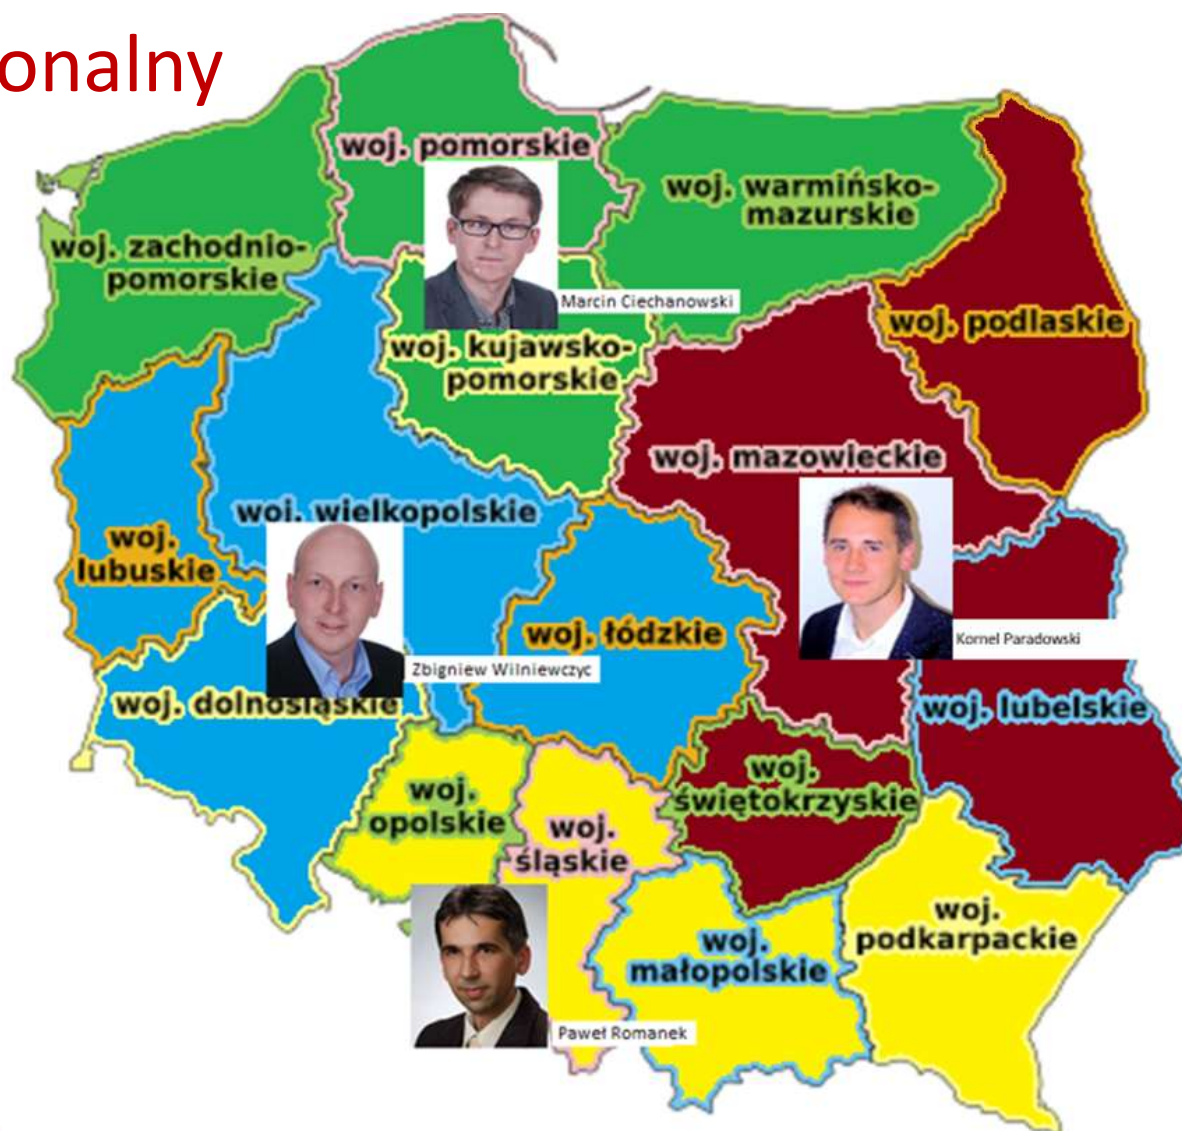 onalny
woj. pomorskie
woj. warmińsko-
mazurskie
woj. zachodnio-
pomorskie
Marcin Ciechanowski
woj. podlaskie
woj. kujawsko-
pomorskie
woj. mazowieckie
woj. wielkopolskie
woj.
lubuskie
woj. łódzkie
Kornel Paradowski
Zbigniew Wilniewczyc
woj. dolnośląskie
woj. lubelskie
woj.
świętokrzyskie
woj.
opolskie
woj.
śląskie
woj.
podkarpackie
woj.
małopolskie
Paweł Romanek